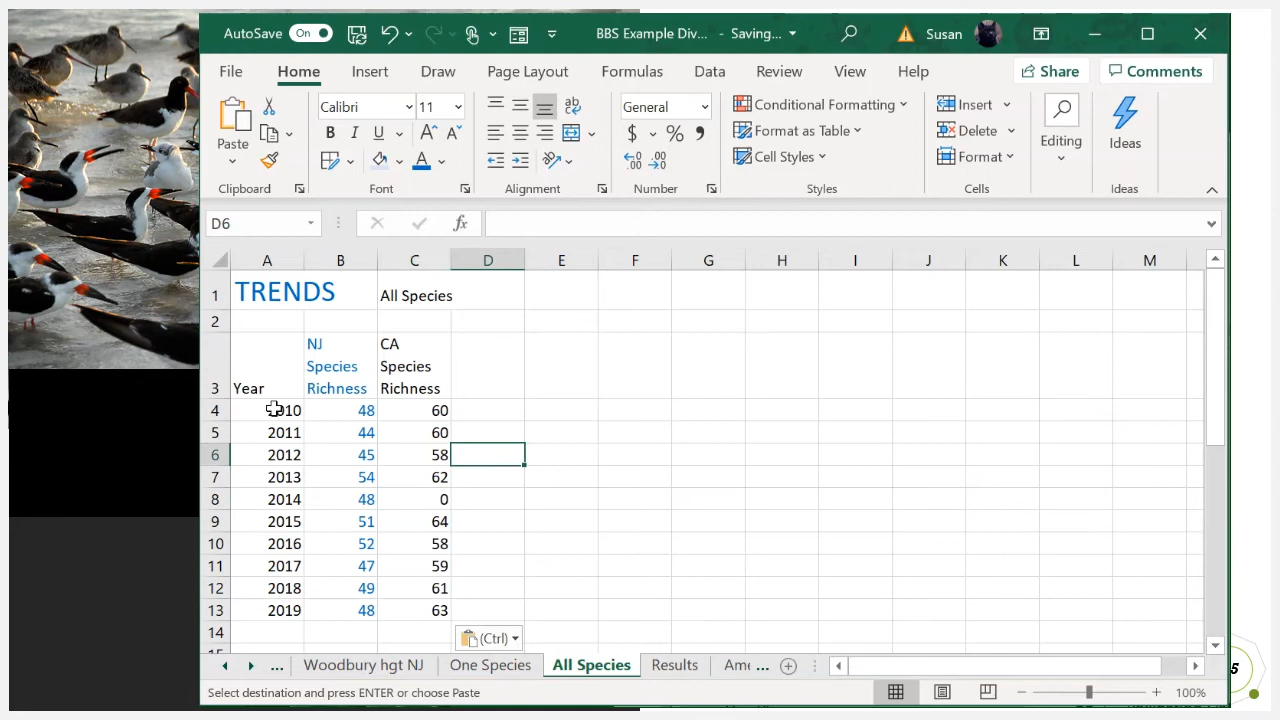 AutoSave On BBS Example Div... - Saving... Susan
File Home Insert Draw Page Layout Formulas Data Review View Help Share Comments
Calibri 11 General Conditional Formatting Insert
Paste B I U $ % 9 Format as Table Delete Editing Ideas
A A Cell Styles Format
Clipboard Font Alignment Number Styles Cells Ideas
D6 fx
A B C D E F G H I J K L M
1 TRENDS All Species
2
NJ CA
Species Species
3 Year Richness Richness
4 2010 48 60
5 2011 44 60
6 2012 45 58
7 2013 54 62
8 2014 48 0
9 2015 51 64
10 2016 52 58
11 2017 47 59
12 2018 49 61
13 2019 48 63
14 (Ctrl)
... Woodbury hgt NJ One Species All Species Results Ame ... 5
Select destination and press ENTER or choose Paste 100%